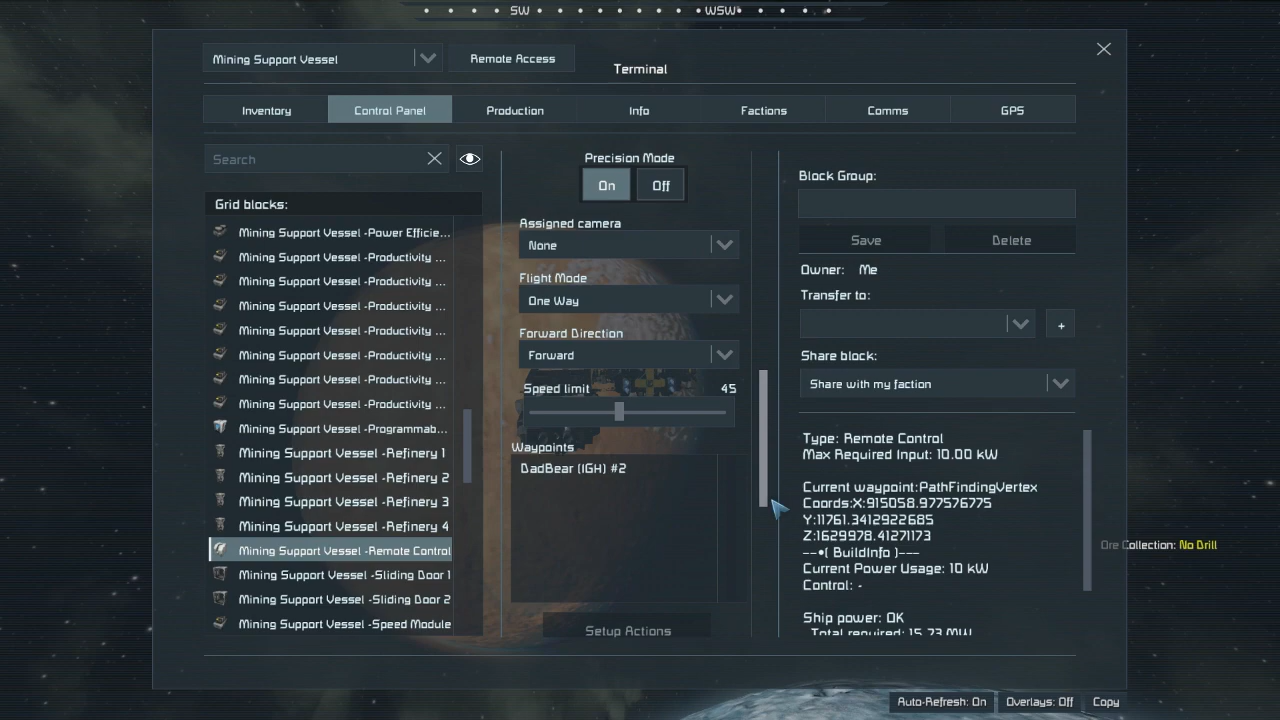 SW
WSW
Mining Support Vessel
Remote Access
Terminal
Inventory
Control Panel
Production
Info
Factions
Comms
GPS
Search
Grid blocks:
Mining Support Vessel -Power Efficie...
Mining Support Vessel -Productivity ...
Mining Support Vessel -Productivity ...
Mining Support Vessel -Productivity ...
Mining Support Vessel -Productivity ...
Mining Support Vessel -Productivity ...
Mining Support Vessel -Productivity ...
Mining Support Vessel -Productivity ...
Mining Support Vessel -Programmab...
Mining Support Vessel -Refinery 1
Mining Support Vessel -Refinery 2
Mining Support Vessel -Refinery 3
Mining Support Vessel -Refinery 4
Mining Support Vessel -Remote Control
Mining Support Vessel -Sliding Door 1
Mining Support Vessel -Sliding Door 2
Mining Support Vessel -Speed Module
Precision Mode
On
Off
Assigned camera
None
Flight Mode
One Way
Forward Direction
Forward
Speed limit
45
Waypoints
DadBear (IGH) #2
Setup Actions
Block Group:
Save
Delete
Owner: Me
Transfer to:
+
Share block:
Share with my faction
Type: Remote Control
Max Required Input: 10.00 kW
Current waypoint:PathFindingVertex
Coords:X:915058.977576775
Y:11761.3412922685
Z:1629978.41271173
--•( BuildInfo )---
Current Power Usage: 10 kW
Control: -
Ship power: OK
Total required: 15.73 MW
Ore Collection: No Drill
Auto-Refresh: On
Overlays: Off
Copy